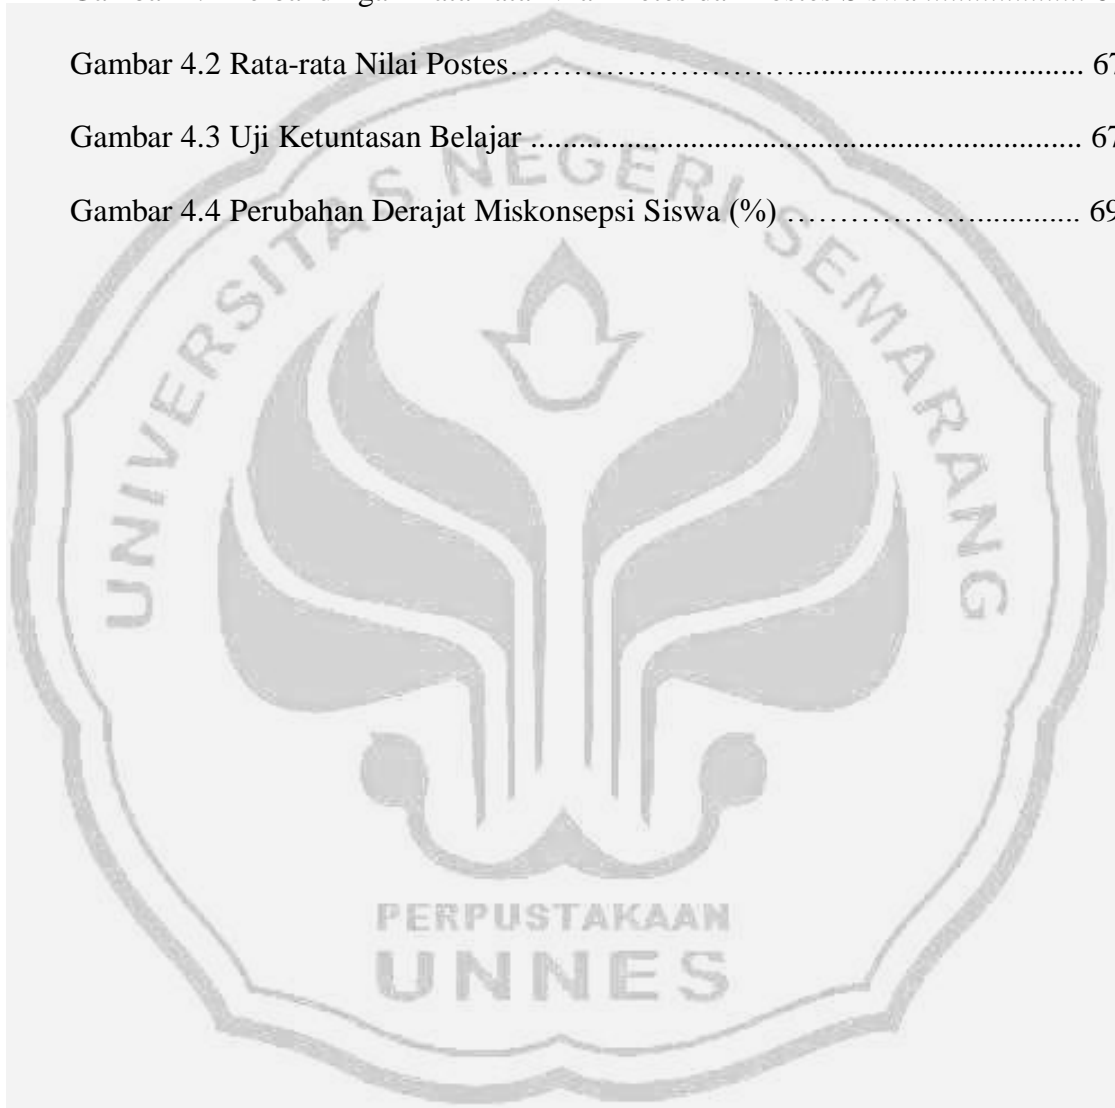 Gambar 4.2 Rata-rata Nilai Postes……………………….................................... 67
Gambar 4.3 Uji Ketuntasan Belajar .......................................................... 67
Gambar 4.4 Perubahan Derajat Miskonsepsi Siswa (%) ………………............ 69
UNIVERSITAS NEGERI SEMARANG
PERPUSTAKAAN
UNNES